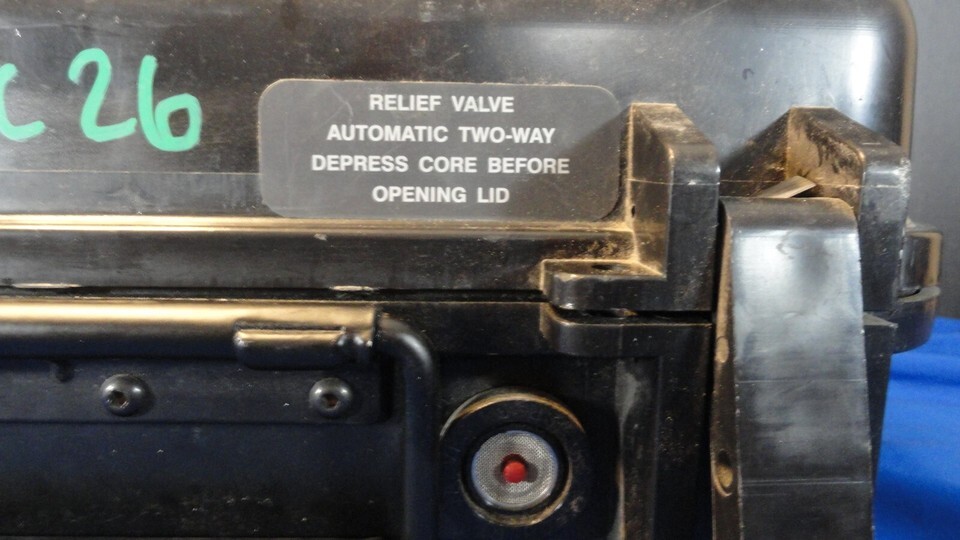 C 26
RELIEF VALVE
AUTOMATIC TWO-WAY
DEPRESS CORE BEFORE
OPENING LID